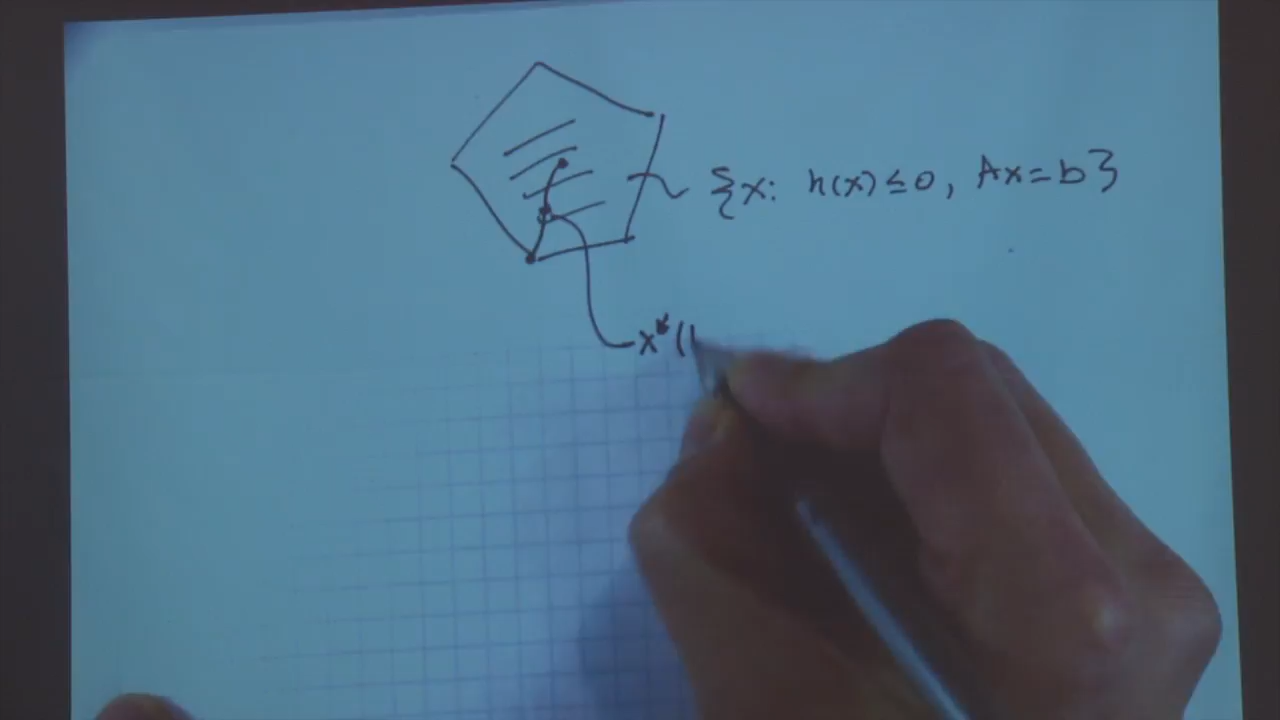 {x: h(x) ≤ 0, Ax = b}
x*(